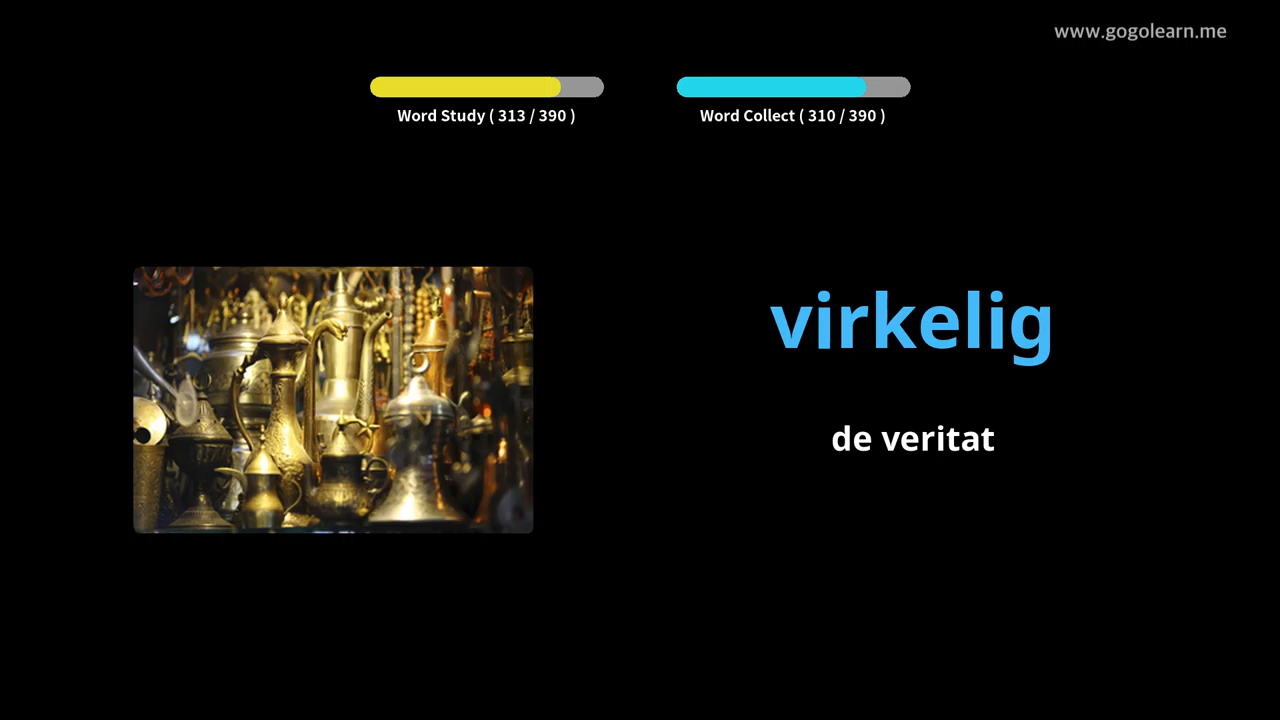 www.gogolearn.me
Word Study ( 313 / 390 )
Word Collect ( 310 / 390 )
virkelig
de veritat